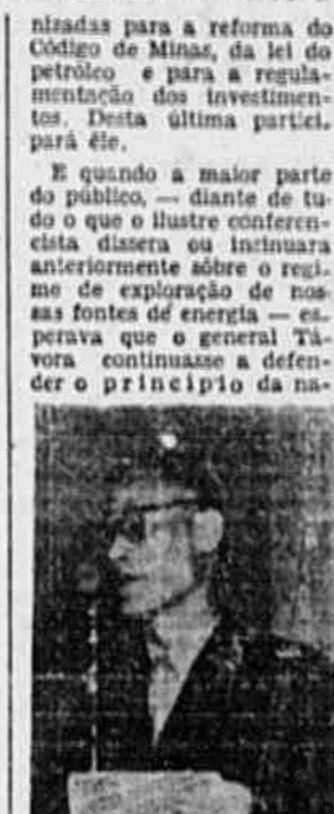 nizadas para a reforma do
Código de Minas, da lei do
petróleo e para a regula-
mentação dos investimen-
tos. Desta última partici-
pará êle.
E quando a maior parte
do público, — diante de tu-
do o que o ilustre conferen-
cista dissera ou insinuara
anteriormente sôbre o regi-
me de exploração de nos-
sas fontes de energia — es-
perava que o general Tá-
vora continuasse a defen-
der o princípio da na-